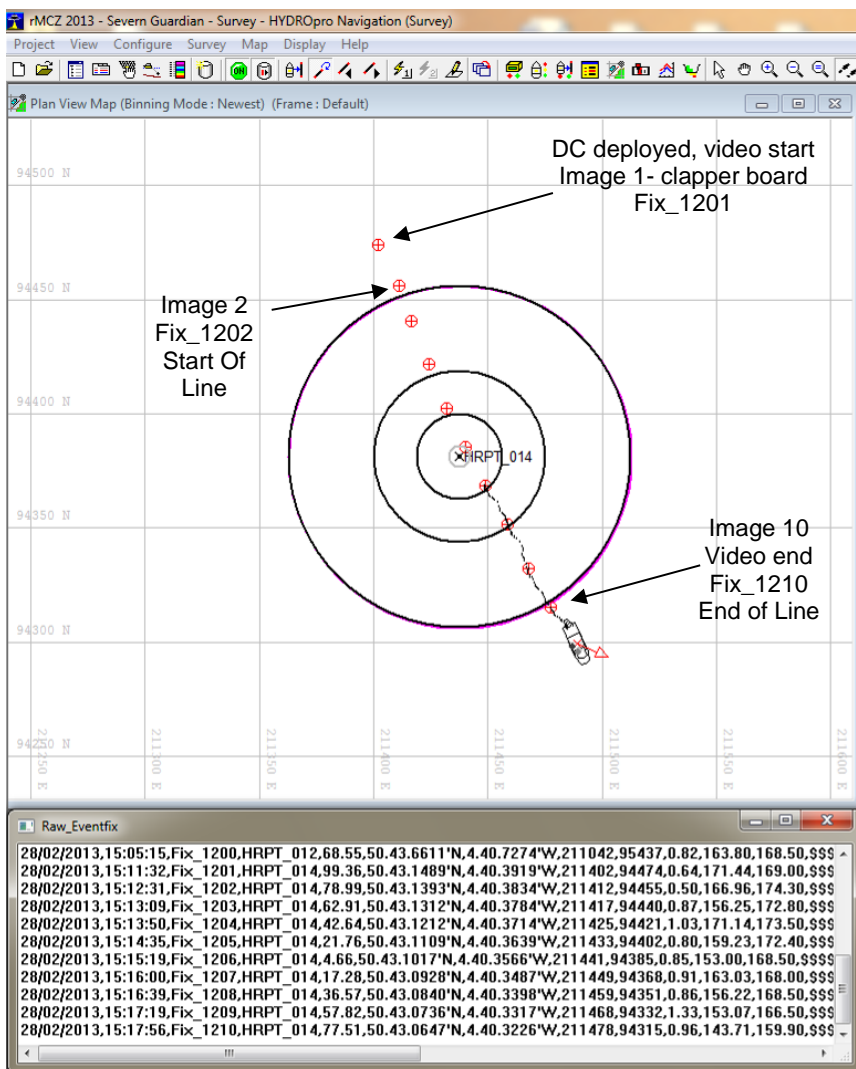 rMCZ 2013 - Severn Guardian - Survey - HYDROpro Navigation (Survey)
Project View Configure Survey Map Display Help
Plan View Map (Binning Mode : Newest) (Frame : Default)
DC deployed, video start
Image 1- clapper board
Fix_1201
94500 N
94450 N
Image 2
Fix_1202
Start Of
Line
94400 N
HRPT_014
94350 N
Image 10
Video end
Fix_1210
End of Line
94300 N
94250 N
211250 E
211300 E
211350 E
211400 E
211450 E
211500 E
211550 E
211600 E
Raw_Eventfix
28/02/2013,15:05:15,Fix_1200,HRPT_012,68.55,50.43.6611'N,4.40.7274'W,211042,95437,0.82,163.80,168.50,$$$
28/02/2013,15:11:32,Fix_1201,HRPT_014,99.36,50.43.1489'N,4.40.3919'W,211402,94474,0.64,171.44,169.00,$$$
28/02/2013,15:12:31,Fix_1202,HRPT_014,78.99,50.43.1393'N,4.40.3834'W,211412,94455,0.50,166.96,174.30,$$$
28/02/2013,15:13:09,Fix_1203,HRPT_014,62.91,50.43.1312'N,4.40.3784'W,211417,94440,0.87,156.25,172.80,$$$
28/02/2013,15:13:50,Fix_1204,HRPT_014,42.64,50.43.1212'N,4.40.3714'W,211425,94421,1.03,171.14,173.50,$$$
28/02/2013,15:14:35,Fix_1205,HRPT_014,21.76,50.43.1109'N,4.40.3639'W,211433,94402,0.80,159.23,172.40,$$$
28/02/2013,15:15:19,Fix_1206,HRPT_014,4.66,50.43.1017'N,4.40.3566'W,211441,94385,0.85,153.00,168.50,$$$
28/02/2013,15:16:00,Fix_1207,HRPT_014,17.28,50.43.0928'N,4.40.3487'W,211449,94368,0.91,163.03,168.00,$$$
28/02/2013,15:16:39,Fix_1208,HRPT_014,36.57,50.43.0840'N,4.40.3398'W,211459,94351,0.86,156.22,168.50,$$$
28/02/2013,15:17:19,Fix_1209,HRPT_014,57.82,50.43.0736'N,4.40.3317'W,211468,94332,1.33,153.07,166.50,$$$
28/02/2013,15:17:56,Fix_1210,HRPT_014,77.51,50.43.0647'N,4.40.3226'W,211478,94315,0.96,143.71,159.90,$$$